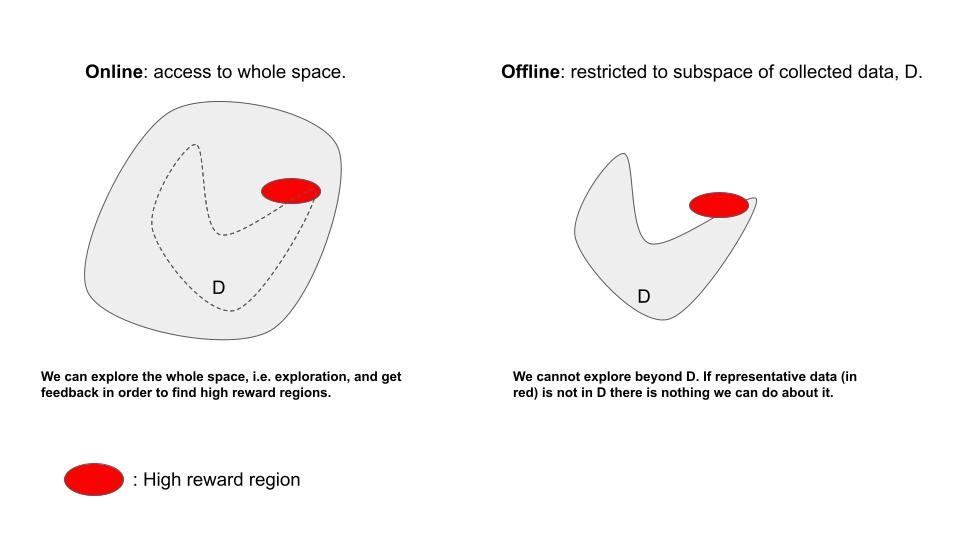 Online: access to whole space.
Offline: restricted to subspace of collected data, D.
D
D
We can explore the whole space, i.e. exploration, and get
feedback in order to find high reward regions.
We cannot explore beyond D. If representative data (in
red) is not in D there is nothing we can do about it.
: High reward region